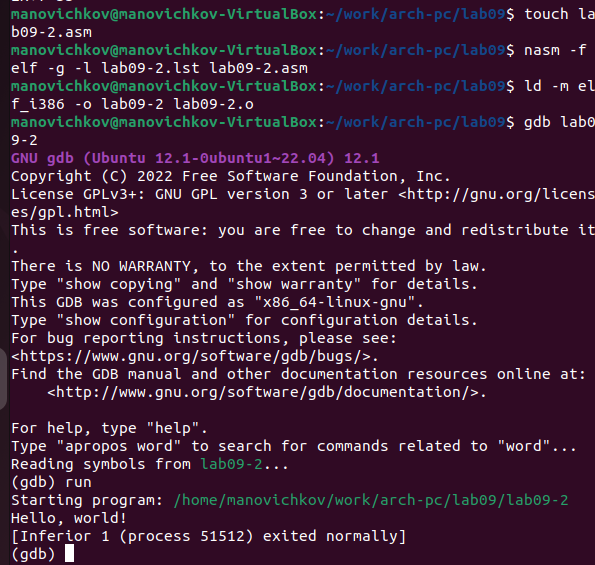 manovichkov@manovichkov-VirtualBox:~/work/arch-pc/lab09$ touch la
b09-2.asm
manovichkov@manovichkov-VirtualBox:~/work/arch-pc/lab09$ nasm -f
elf -g -l lab09-2.lst lab09-2.asm
manovichkov@manovichkov-VirtualBox:~/work/arch-pc/lab09$ ld -m el
f_i386 -o lab09-2 lab09-2.o
manovichkov@manovichkov-VirtualBox:~/work/arch-pc/lab09$ gdb lab0
9-2
GNU gdb (Ubuntu 12.1-0ubuntu1~22.04) 12.1
Copyright (C) 2022 Free Software Foundation, Inc.
License GPLv3+: GNU GPL version 3 or later <http://gnu.org/licens
es/gpl.html>
This is free software: you are free to change and redistribute it
.
There is NO WARRANTY, to the extent permitted by law.
Type "show copying" and "show warranty" for details.
This GDB was configured as "x86_64-linux-gnu".
Type "show configuration" for configuration details.
For bug reporting instructions, please see:
<https://www.gnu.org/software/gdb/bugs/>.
Find the GDB manual and other documentation resources online at:
    <http://www.gnu.org/software/gdb/documentation/>.

For help, type "help".
Type "apropos word" to search for commands related to "word"...
Reading symbols from lab09-2...
(gdb) run
Starting program: /home/manovichkov/work/arch-pc/lab09/lab09-2
Hello, world!
[Inferior 1 (process 51512) exited normally]
(gdb)